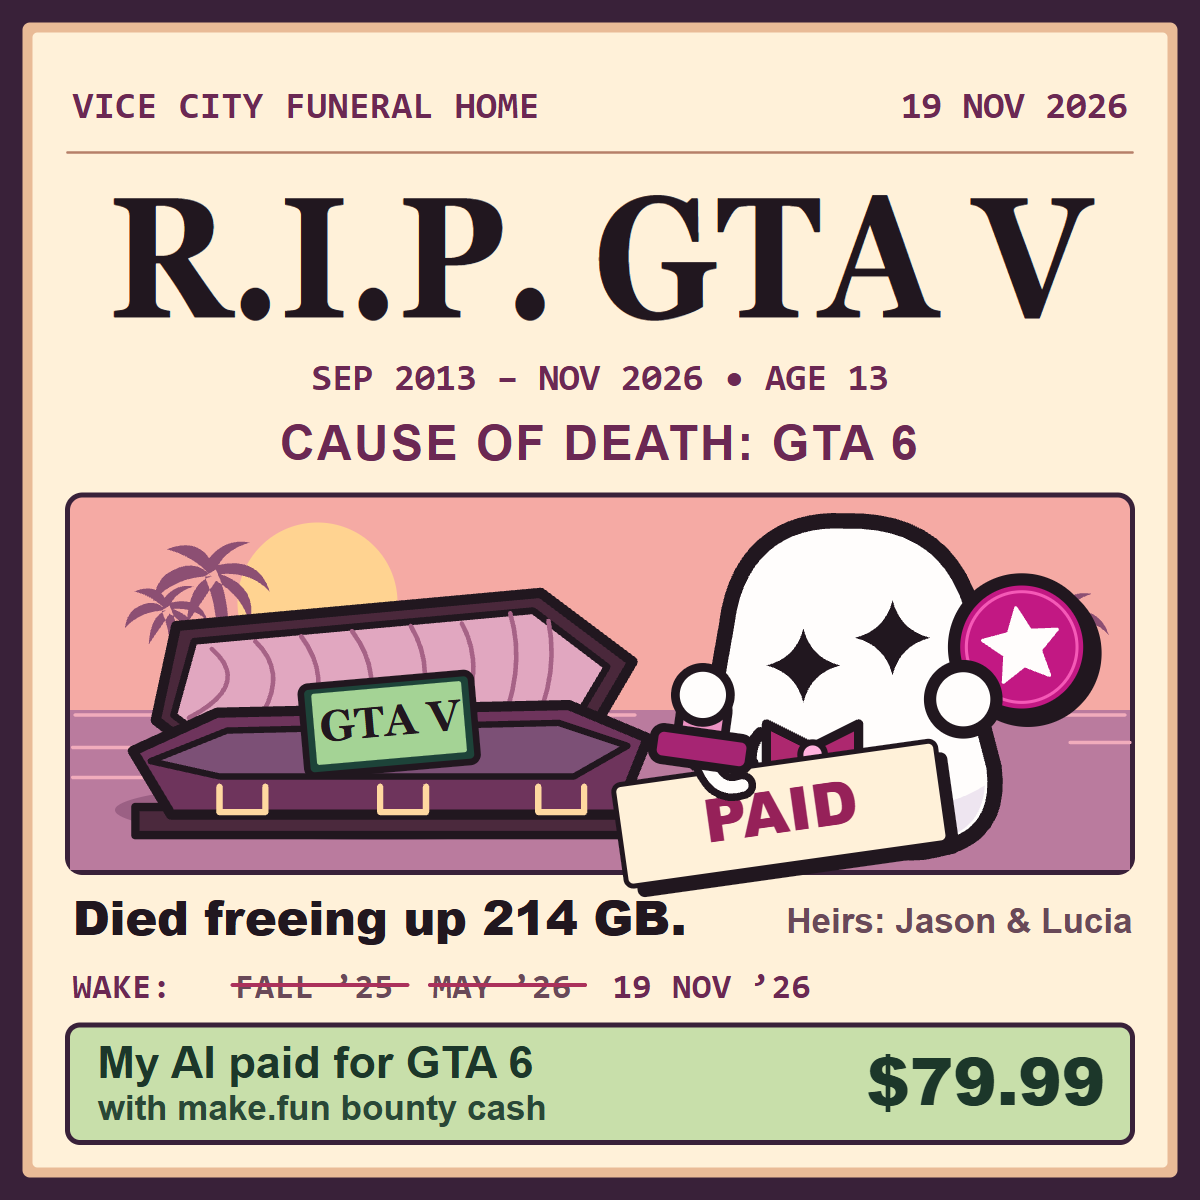 VICE CITY FUNERAL HOME
19 NOV 2026
R.I.P. GTA V
SEP 2013 – NOV 2026 • AGE 13
CAUSE OF DEATH: GTA 6
GTA V
PAID
Died freeing up 214 GB.
Heirs: Jason & Lucia
WAKE: FALL ’25 MAY ’26 19 NOV ’26
My AI paid for GTA 6
with make.fun bounty cash
$79.99